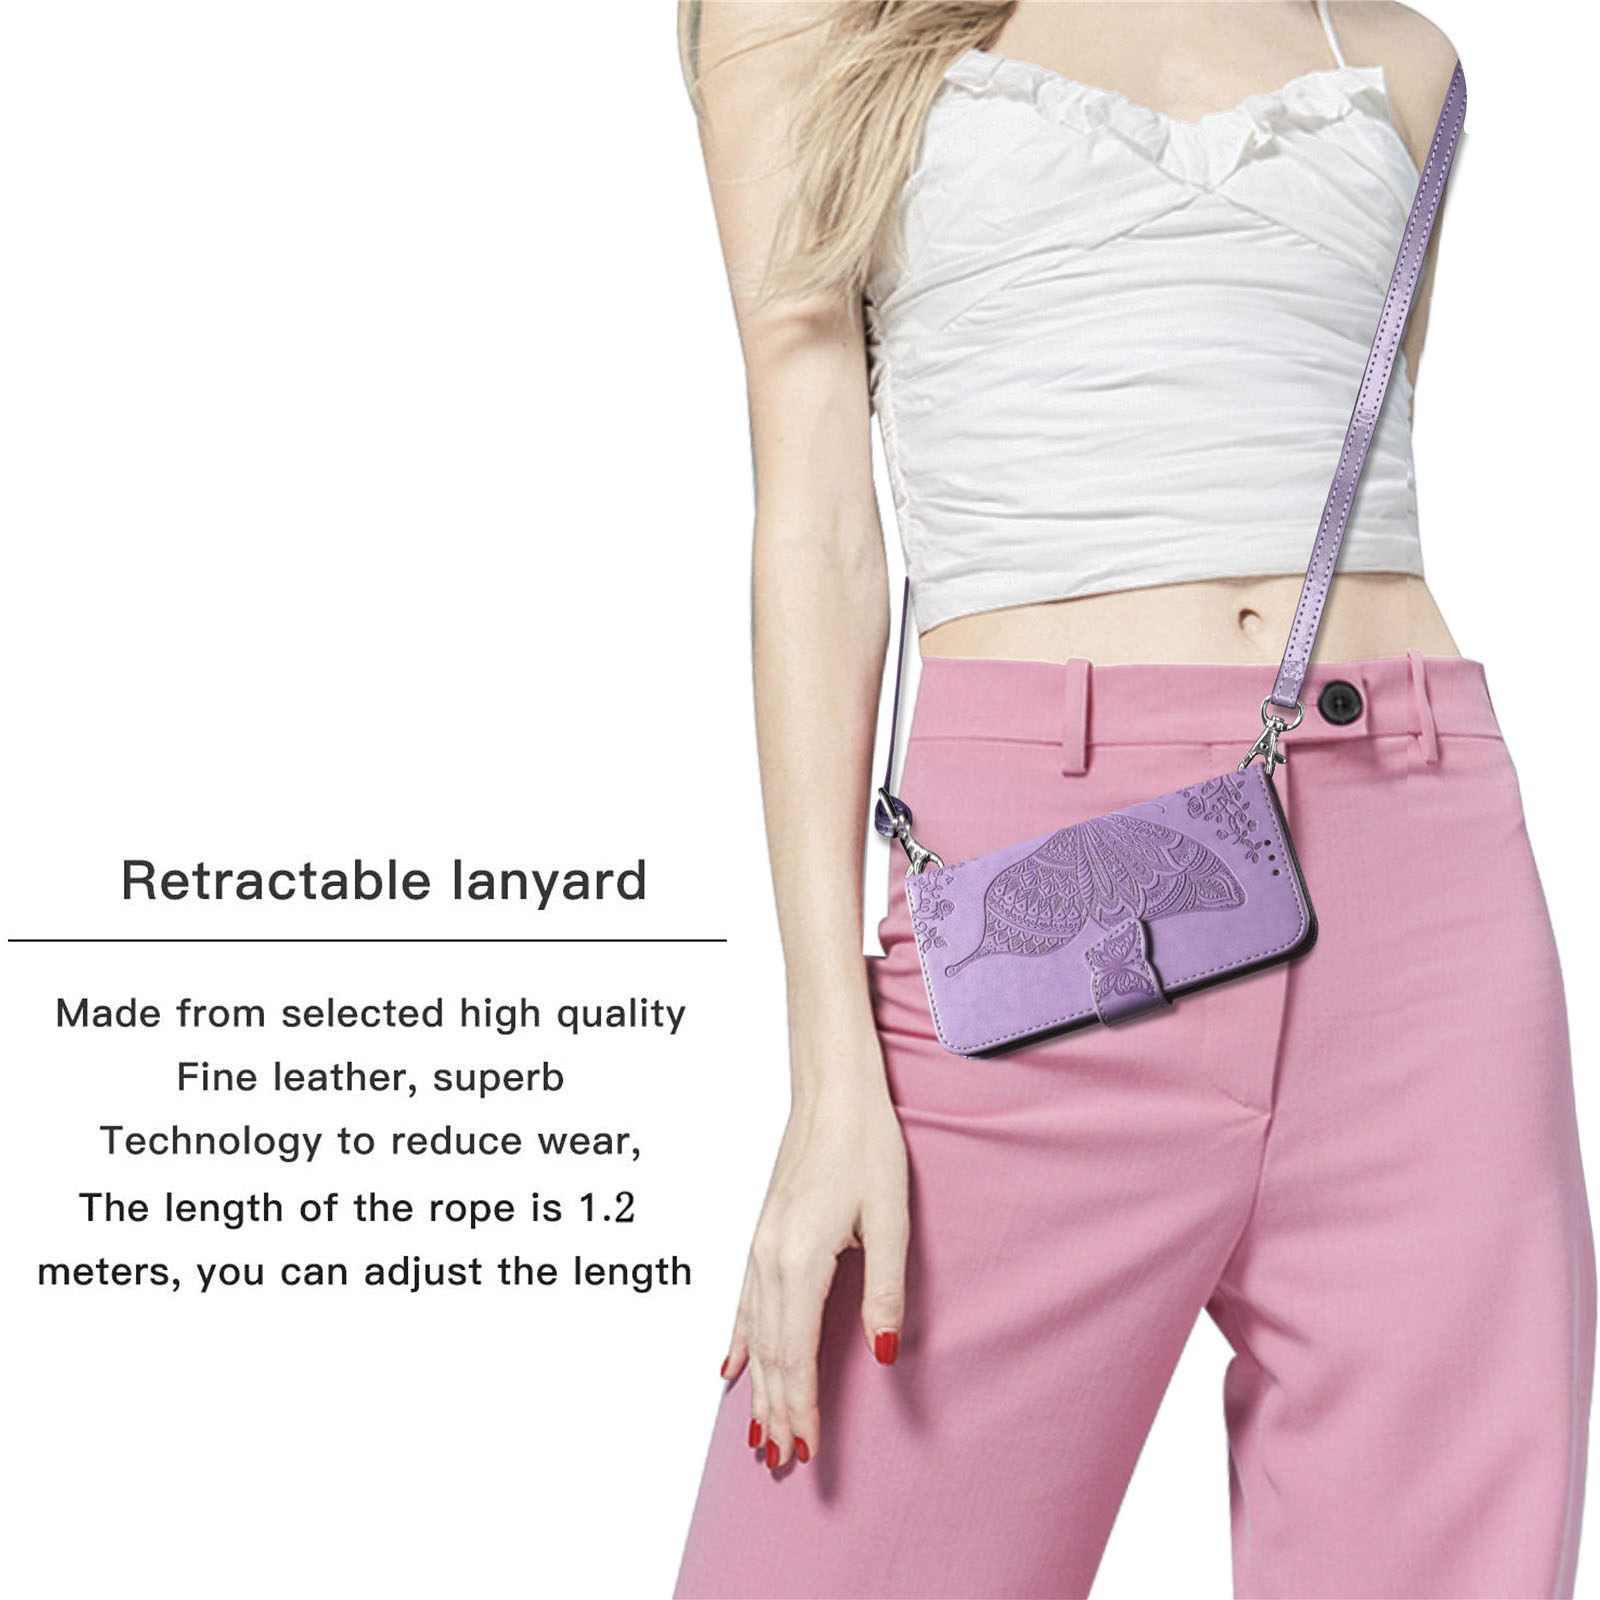 Retractable lanyard
Made from selected high quality
Fine leather, superb
Technology to reduce wear,
The length of the rope is 1.2
meters, you can adjust the length